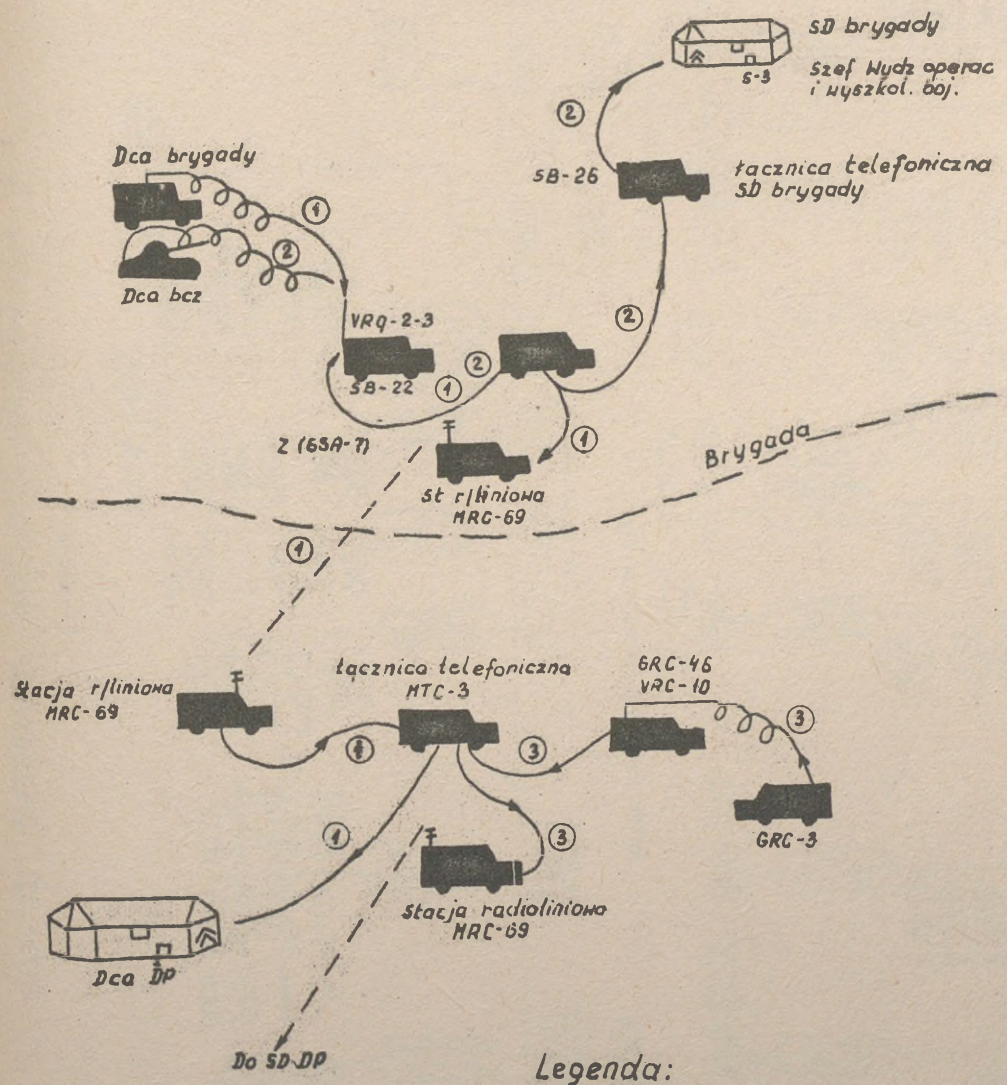 SD brygady
Szef Wydz operac
i wyszkol. boj.
S-3
②
Dca brygady
SB-26
łącznica telefoniczna
SD brygady
①
②
Dca bcz
②
VRQ-2-3
②
①
SB-22
①
Z (GSA-7)
Brygada
St r/liniowa
MRC-69
①
łącznica telefoniczna
MTC-3
GRC-46
VRC-10
Stacja r/liniowa
MRC-69
③
①
③
①
③
GRC-3
Stacja radioliniowa
MRC-69
Dca DP
Do SD DP
Legenda: